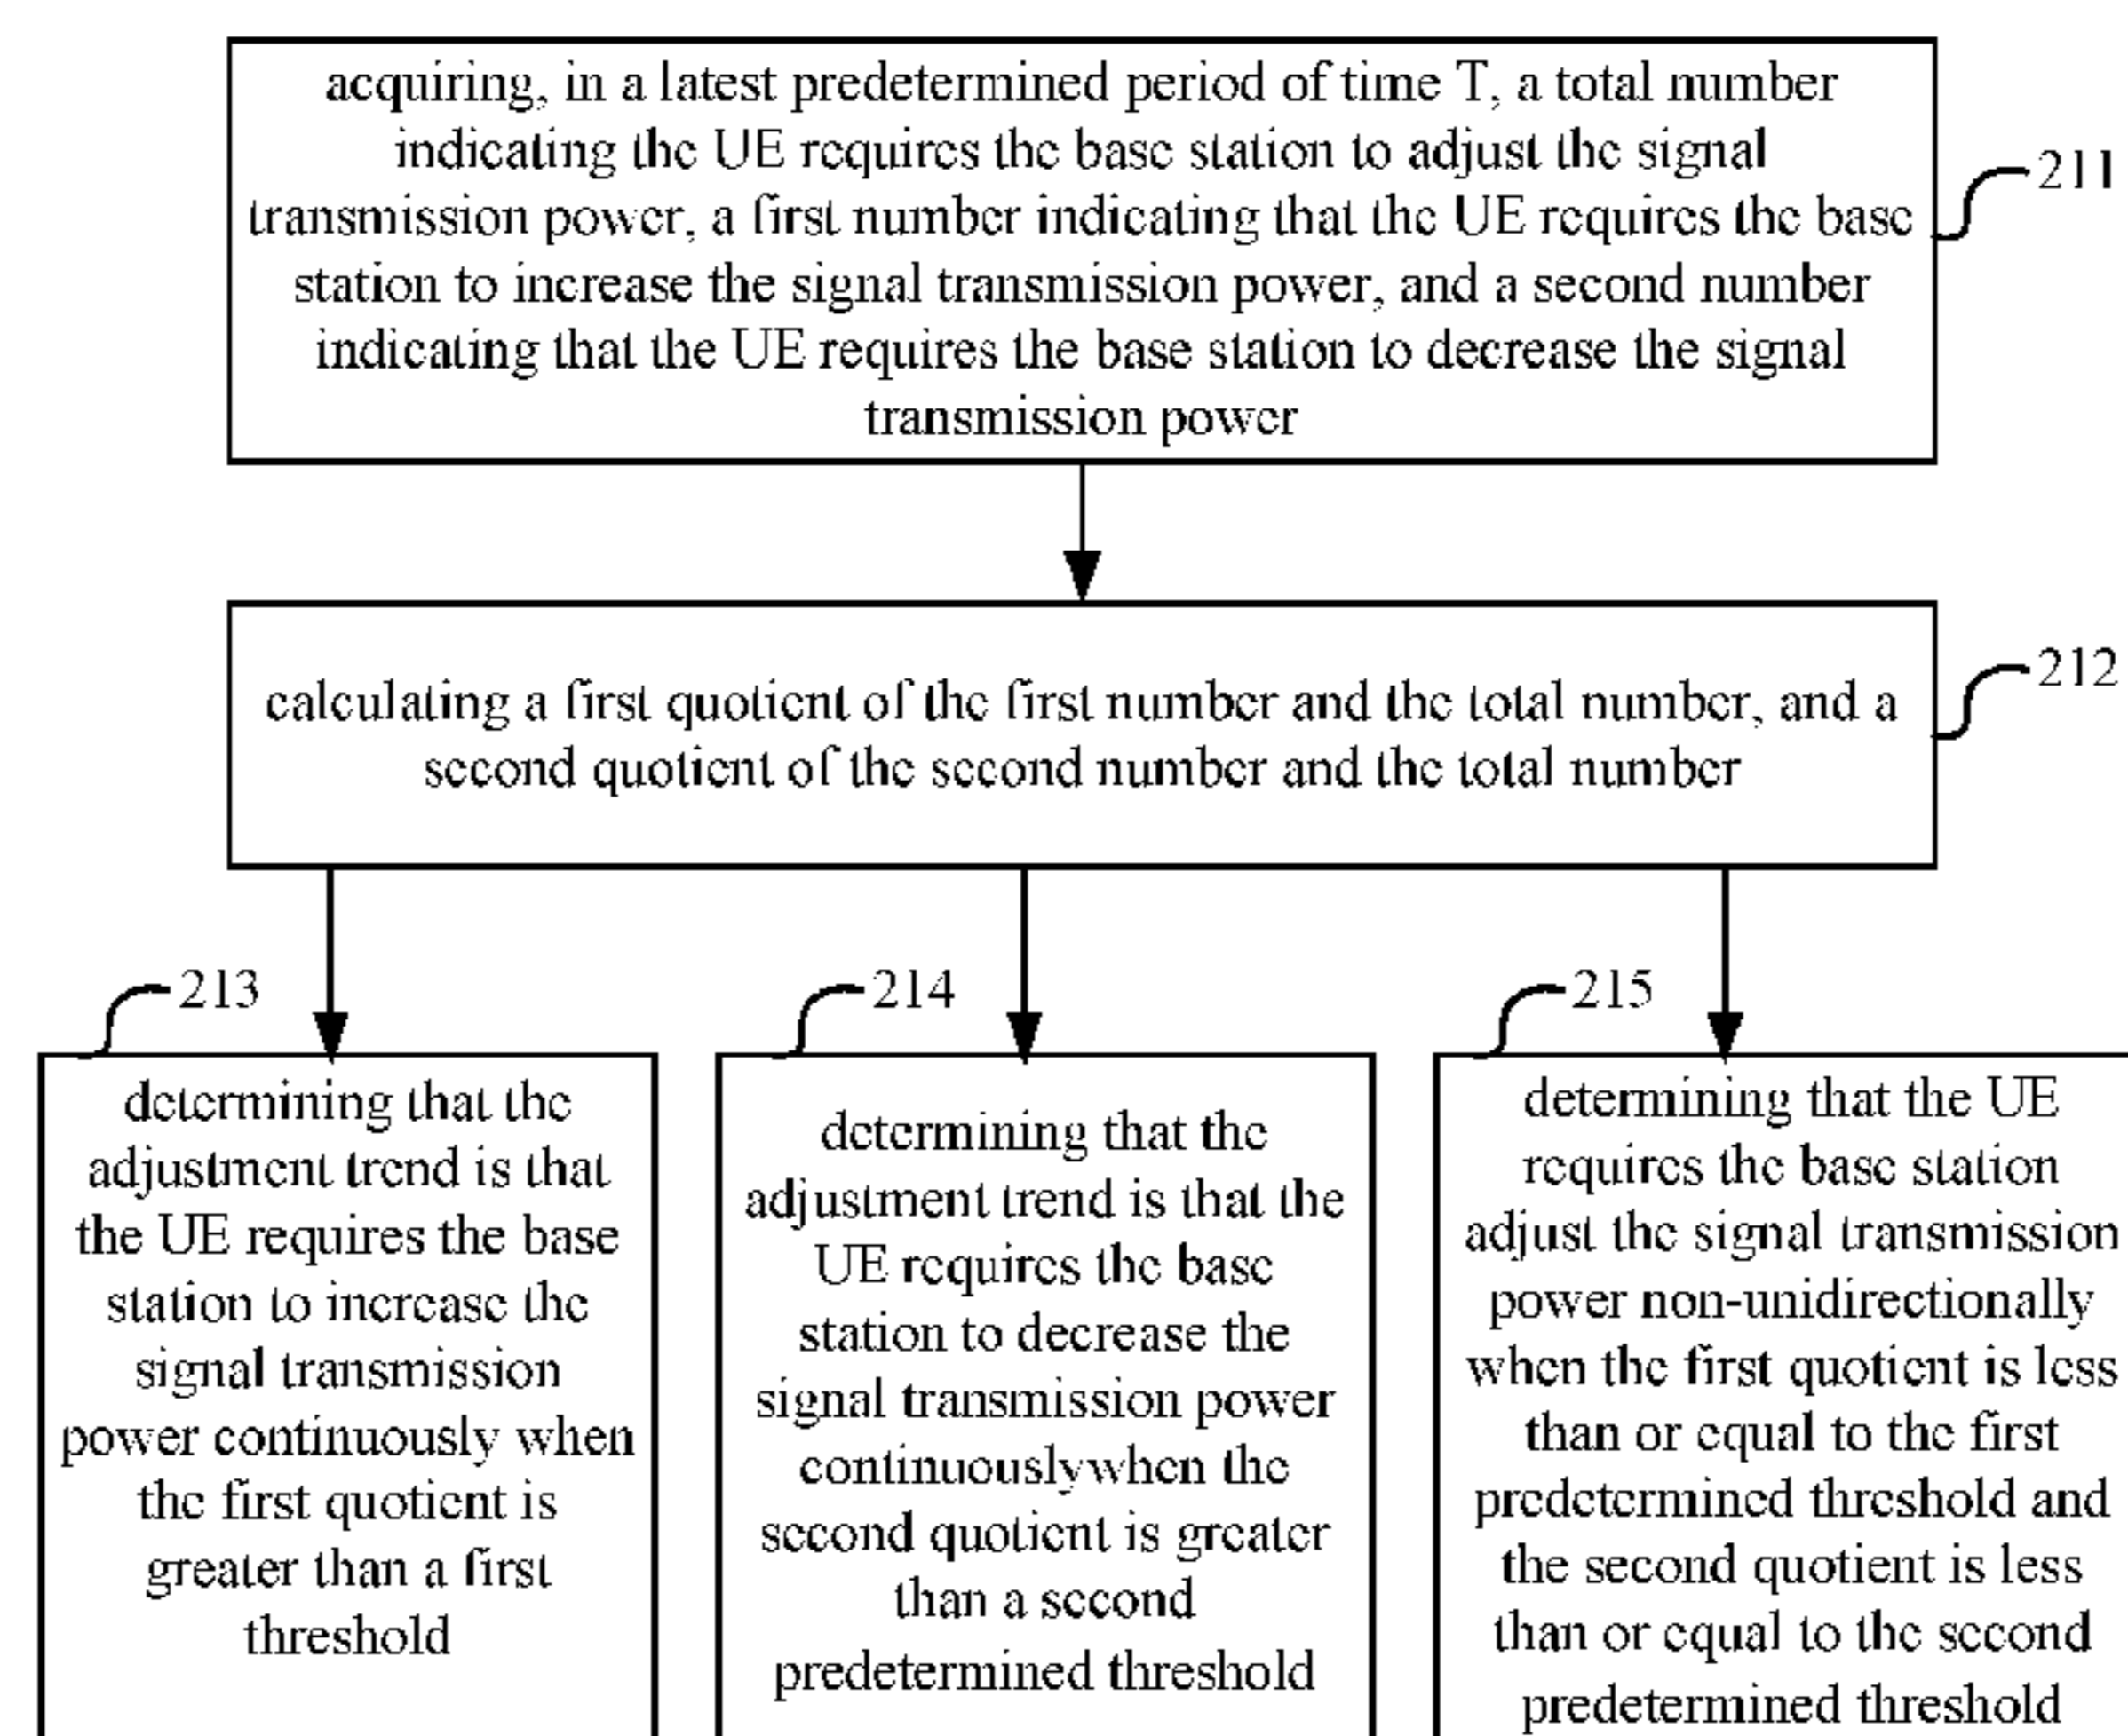 acquiring, in a latest predetermined period of time T, a total number
indicating the UE requires the base station to adjust the signal
transmission power, a first number indicating that the UE requires the base
station to increase the signal transmission power, and a second number
indicating that the UE requires the base station to decrease the signal
transmission power
211
calculating a first quotient of the first number and the total number, and a
second quotient of the second number and the total number
212
213
determining that the
adjustment trend is that
the UE requires the base
station to increase the
signal transmission
power continuously when
the first quotient is
greater than a first
threshold
214
determining that the
adjustment trend is that the
UE requires the base
station to decrease the
signal transmission power
continuouslywhen the
second quotient is greater
than a second
predetermined threshold
215
determining that the UE
requires the base station
adjust the signal transmission
power non-unidirectionally
when the first quotient is less
than or equal to the first
predetermined threshold and
the second quotient is less
than or equal to the second
predetermined threshold